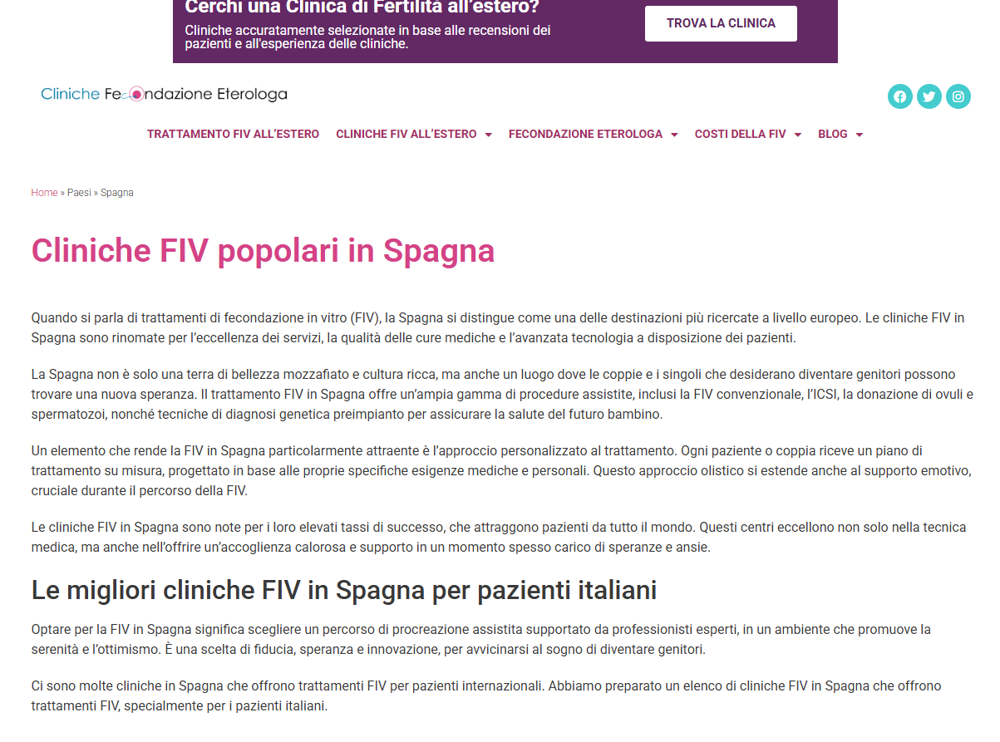 Cerchi una Clinica di Fertilità all'estero?
Cliniche accuratamente selezionate in base alle recensioni dei
pazienti e all'esperienza delle cliniche.
TROVA LA CLINICA
Cliniche Fecondazione Eterologa
TRATTAMENTO FIV ALL'ESTERO CLINICHE FIV ALL'ESTERO FECONDAZIONE ETEROLOGA COSTI DELLA FIV BLOG
Home » Paesi » Spagna
Cliniche FIV popolari in Spagna
Quando si parla di trattamenti di fecondazione in vitro (FIV), la Spagna si distingue come una delle destinazioni più ricercate a livello europeo. Le cliniche FIV in
Spagna sono rinomate per l'eccellenza dei servizi, la qualità delle cure mediche e l'avanzata tecnologia a disposizione dei pazienti.
La Spagna non è solo una terra di bellezza mozzafiato e cultura ricca, ma anche un luogo dove le coppie e i singoli che desiderano diventare genitori possono
trovare una nuova speranza. Il trattamento FIV in Spagna offre un'ampia gamma di procedure assistite, inclusi la FIV convenzionale, l'ICSI, la donazione di ovuli e
spermatozoi, nonché tecniche di diagnosi genetica preimpianto per assicurare la salute del futuro bambino.
Un elemento che rende la FIV in Spagna particolarmente attraente è l'approccio personalizzato al trattamento. Ogni paziente o coppia riceve un piano di
trattamento su misura, progettato in base alle proprie specifiche esigenze mediche e personali. Questo approccio olistico si estende anche al supporto emotivo,
cruciale durante il percorso della FIV.
Le cliniche FIV in Spagna sono note per i loro elevati tassi di successo, che attraggono pazienti da tutto il mondo. Questi centri eccellono non solo nella tecnica
medica, ma anche nell'offrire un'accoglienza calorosa e supporto in un momento spesso carico di speranze e ansie.
Le migliori cliniche FIV in Spagna per pazienti italiani
Optare per la FIV in Spagna significa scegliere un percorso di procreazione assistita supportato da professionisti esperti, in un ambiente che promuove la
serenità e l'ottimismo. È una scelta di fiducia, speranza e innovazione, per avvicinarsi al sogno di diventare genitori.
Ci sono molte cliniche in Spagna che offrono trattamenti FIV per pazienti internazionali. Abbiamo preparato un elenco di cliniche FIV in Spagna che offrono
trattamenti FIV, specialmente per i pazienti italiani.